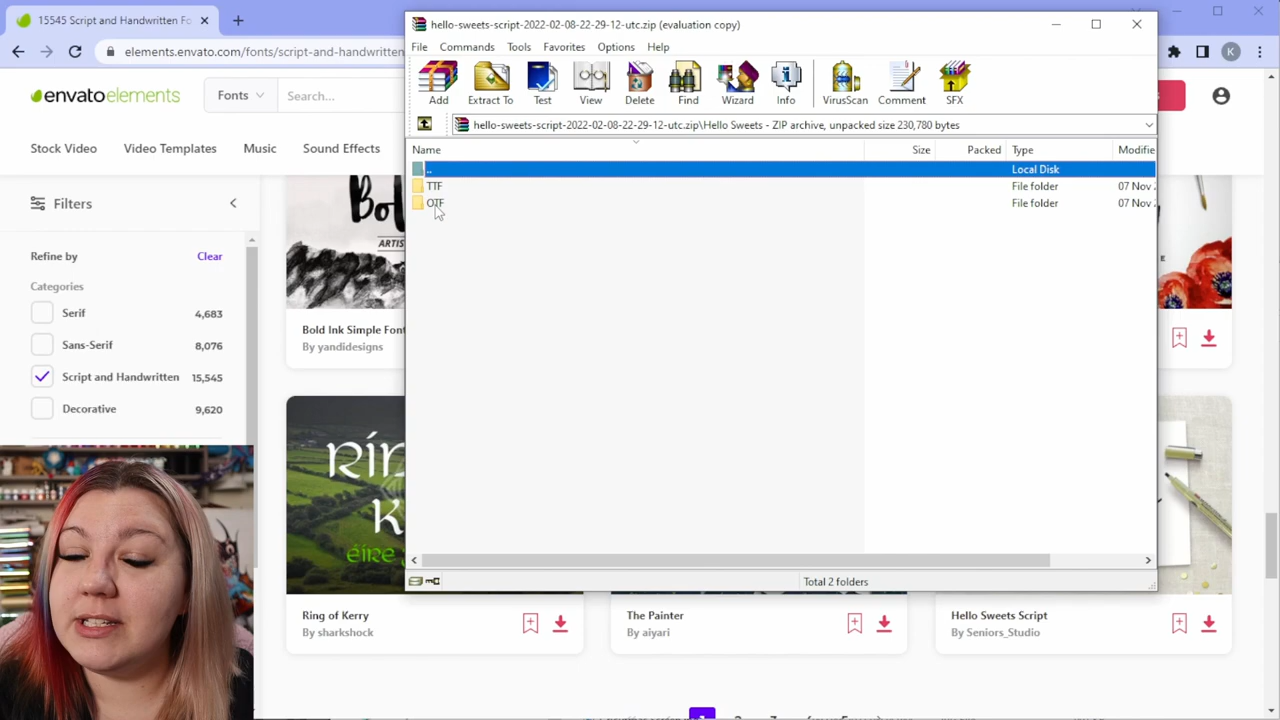 15545 Script and Handwritten Fo
elements.envato.com/fonts/script-and-handwritten
K
envato elements
Fonts
Search...
Stock Video
Video Templates
Music
Sound Effects
Filters
Refine by
Clear
Categories
Serif
4,683
Sans-Serif
8,076
Script and Handwritten
15,545
Decorative
9,620
hello-sweets-script-2022-02-08-22-29-12-utc.zip (evaluation copy)
File Commands Tools Favorites Options Help
Add Extract To Test View Delete Find Wizard Info VirusScan Comment SFX
hello-sweets-script-2022-02-08-22-29-12-utc.zip\Hello Sweets - ZIP archive, unpacked size 230,780 bytes
Name Size Packed Type Modifie
.. Local Disk
TTF File folder 07 Nov 2
OTF File folder 07 Nov 2
Total 2 folders
Bold Ink Simple Font
By yandidesigns
Ring of Kerry
By sharkshock
The Painter
By aiyari
Hello Sweets Script
By Seniors_Studio